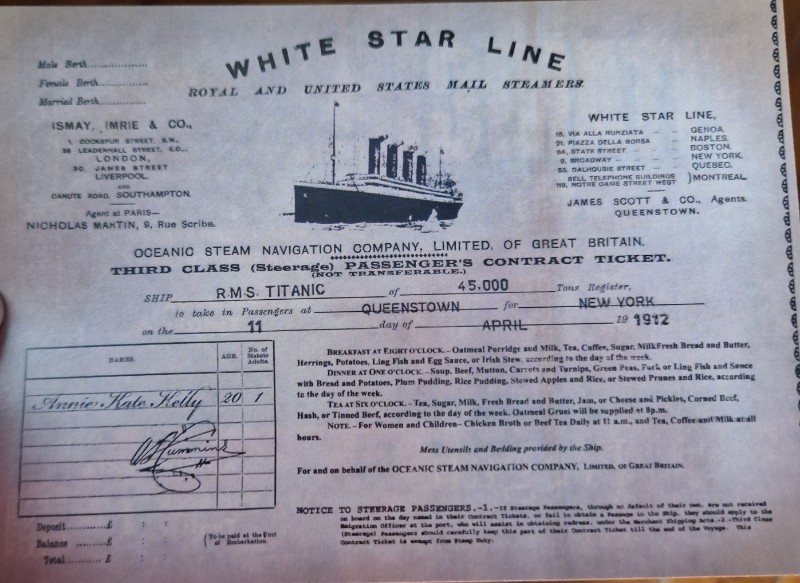 WHITE STAR LINE
ROYAL AND UNITED STATES MAIL STEAMERS.
Male Berth
Female Berth
Married Berth
ISMAY, IMRIE & CO.,
1, COCKSPUR STREET, S.W.,
38 LEADENHALL STREET, E.C.,
LONDON,
30, JAMES STREET
LIVERPOOL.
AND
CANUTE ROAD, SOUTHAMPTON.
Agent at PARIS—
NICHOLAS MARTIN, 9, Rue Scribe.
WHITE STAR LINE,
VIA ALLA NUNZIATA — — GENOA.
21, PIAZZA DELLA BORSA — — NAPLES.
84, STATE STREET — — BOSTON.
9, BROADWAY — — NEW YORK.
53, DALHOUSIE STREET — — QUEBEC.
BELL TELEPHONE BUILDINGS
NOTRE DAME STREET WEST } MONTREAL
JAMES SCOTT & CO., Agents.
QUEENSTOWN.
OCEANIC STEAM NAVIGATION COMPANY, LIMITED, OF GREAT BRITAIN.
THIRD CLASS (Steerage) PASSENGER'S CONTRACT TICKET.
(NOT TRANSFERABLE.)
SHIP R.M.S. TITANIC of 45,000 Tons Register,
to take in Passengers at QUEENSTOWN for NEW YORK
on the 11 day of APRIL 19 1912
NAMES. AGE. No. of Statute Adults.
Annie Kate Kelly 20 1
Deposit.........£ : :
Balance.........£ : :
Total.........£ : :
(To be paid at the Port of Embarkation
BREAKFAST AT EIGHT O'CLOCK.- Oatmeal Porridge and Milk, Tea, Coffee, Sugar, MilkFresh Bread and Butter,
Herrings, Potatoes, Ling Fish and Egg Sauce, or Irish Stew, according to the day of the week.
DINNER AT ONE O'CLOCK.- Soup, Beef, Mutton, Carrots and Turnips, Green Peas, Pork or Ling Fish and Sauce
with Bread and Potatoes, Plum Pudding, Rice Pudding, Stewed Apples and Rice, or Stewed Prunes and Rice, according
to the day of the week.
TEA AT SIX O'CLOCK.- Tea, Sugar, Milk, Fresh Bread and Butter, Jam, or Cheese and Pickles, Corned Beef,
Hash, or Tinned Beef, according to the day of the week. Oatmeal Gruel will be supplied at 8p.m.
NOTE.- For Women and Children- Chicken Broth or Beef Tea Daily at 11 a.m., and Tea, Coffee and Milk at all
hours.
Mess Utensils and Bedding provided by the Ship.
For and on behalf of the OCEANIC STEAM NAVIGATION COMPANY, LIMITED, OF GREAT BRITAIN.
NOTICE TO STEERAGE PASSENGERS.-1.-If Steerage Passengers, through no default of their own, are not received
on board on the day named in their Contract Tickets, or fail to obtain a Passage in the Ship, they should apply to the
Emigration Officer at the port, who will assist in obtaining redress, under the Merchant Shipping Acts.-2.-Third Class
(Steerage) Passengers should carefully keep this part of their Contract Ticket till the end of the Voyage. This
Contract Ticket is exempt from Stamp Duty.